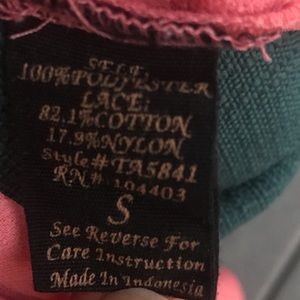 SELF
100%POLYESTER
LACE:
82.1%COTTON
17.9%NYLON
Style#TA5841
RN# 104403
S
See Reverse For
Care Instruction
Made In Indonesia